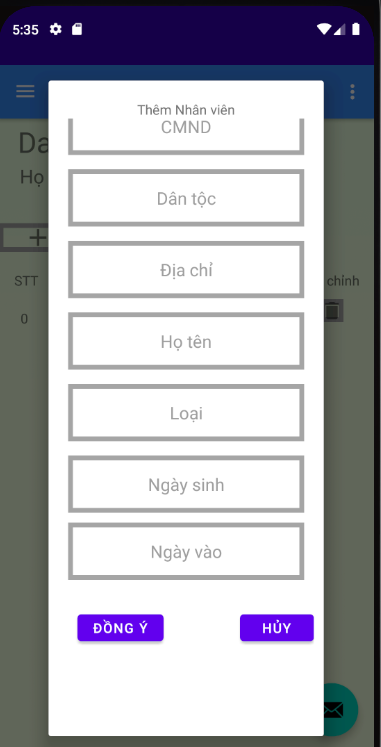 5:35
Thêm Nhân viên
CMND
Da
Họ
Dân tộc
Địa chỉ
STT
chỉnh
0
Họ tên
Loại
Ngày sinh
Ngày vào
ĐỒNG Ý
HỦY